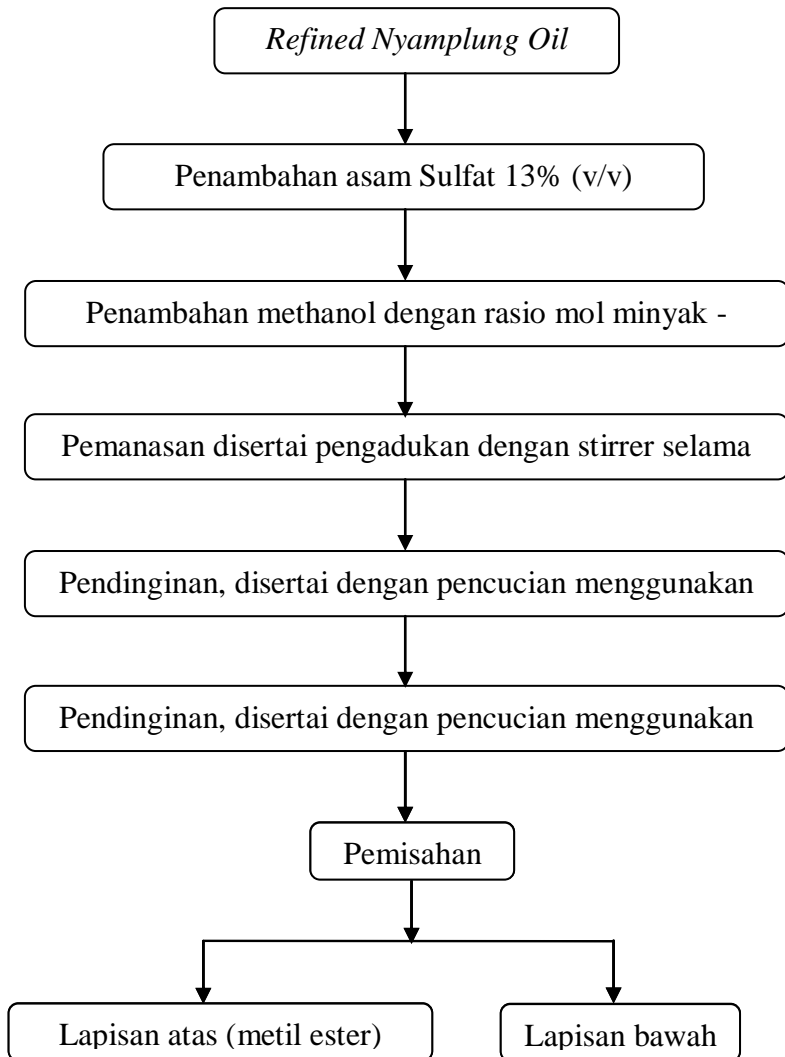 Refined Nyamplung Oil
Penambahan asam Sulfat 13% (v/v)
Penambahan methanol dengan rasio mol minyak -
Pemanasan disertai pengadukan dengan stirrer selama
Pendinginan, disertai dengan pencucian menggunakan
Pendinginan, disertai dengan pencucian menggunakan
Pemisahan
Lapisan atas (metil ester)
Lapisan bawah